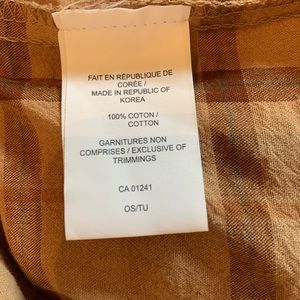 FAIT EN RÉPUBLIQUE DE
CORÉE /
MADE IN REPUBLIC OF
KOREA
100% COTON /
COTTON
GARNITURES NON
COMPRISES / EXCLUSIVE OF
TRIMMINGS
CA 01241
OS/TU